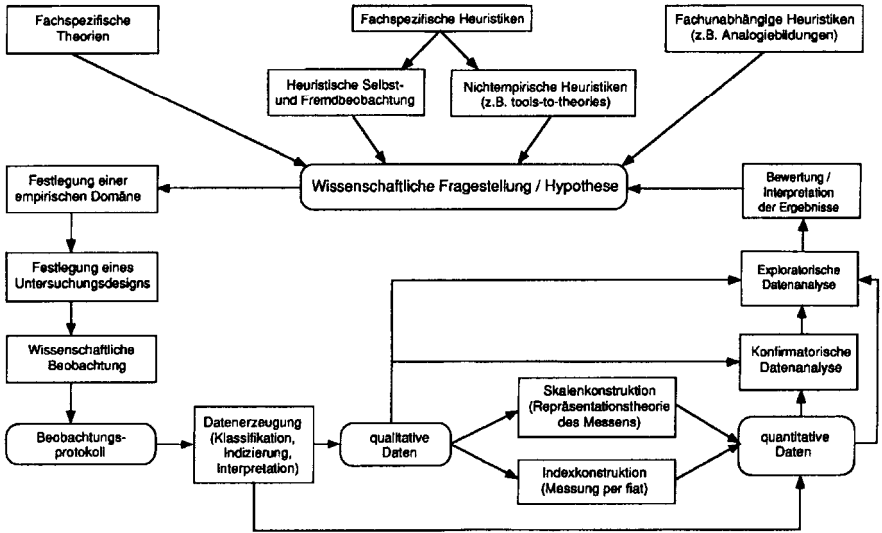 Fachspezifische
Theorien
Fachspezifische Heuristiken
Fachunabhängige Heuristiken
(z.B. Analogiebildungen)
Heuristische Selbst-
und Fremdbeobachtung
Nichtempirische Heuristiken
(z.B. tools-to-theories)
Wissenschaftliche Fragestellung / Hypothese
Festlegung einer
empirischen Domäne
Bewertung /
Interpretation
der Ergebnisse
Festlegung eines
Untersuchungsdesigns
Exploratorische
Datenanalyse
Wissenschaftliche
Beobachtung
Konfirmatorische
Datenanalyse
Beobachtungs-
protokoll
Datenerzeugung
(Klassifikation,
Indizierung,
Interpretation)
qualitative
Daten
Skalenkonstruktion
(Repräsentationstheorie
des Messens)
Indexkonstruktion
(Messung per fiat)
quantitative
Daten